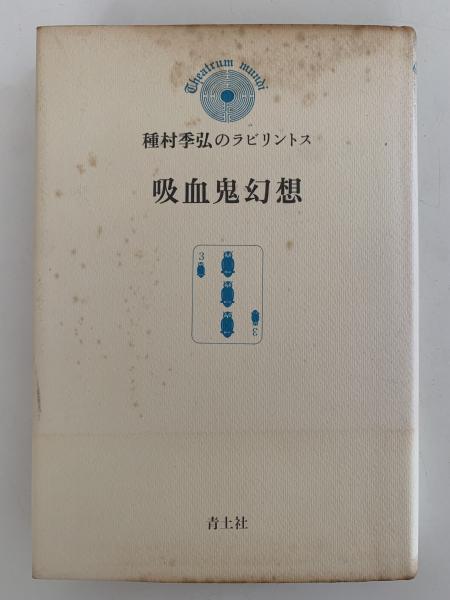 Theatrum mundi
種村季弘のラビリントス
吸血鬼幻想
3
3
青土社